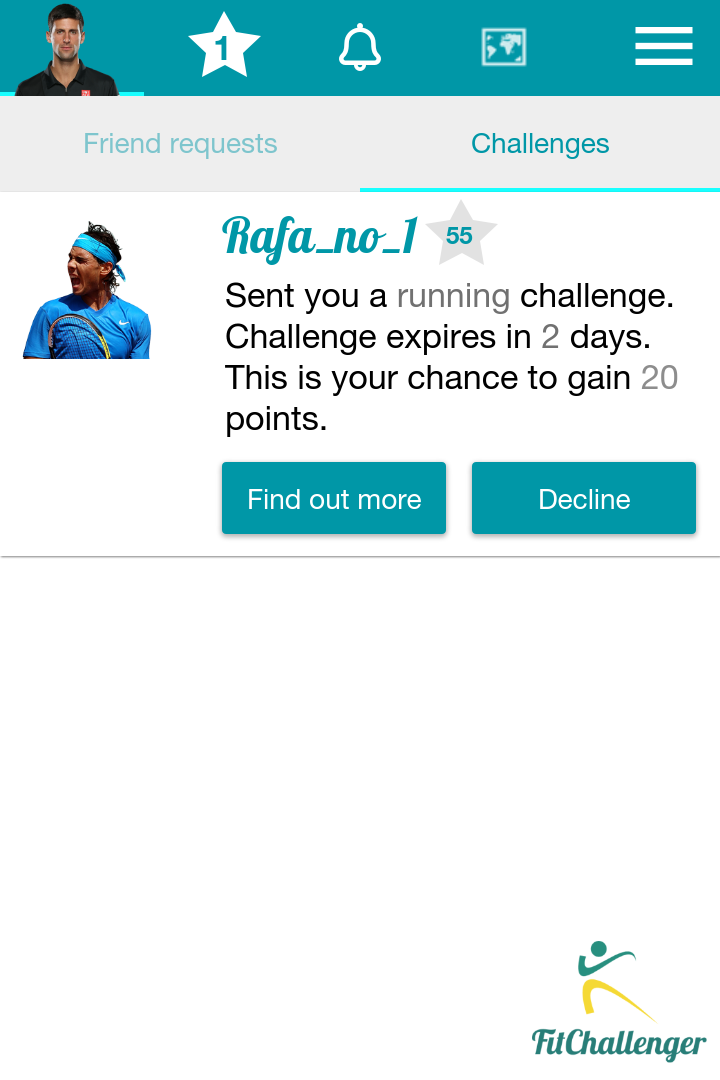 1
Friend requests
Challenges
Rafa_no_1
55
Sent you a running challenge.
Challenge expires in 2 days.
This is your chance to gain 20
points.
Find out more
Decline
FitChallenger